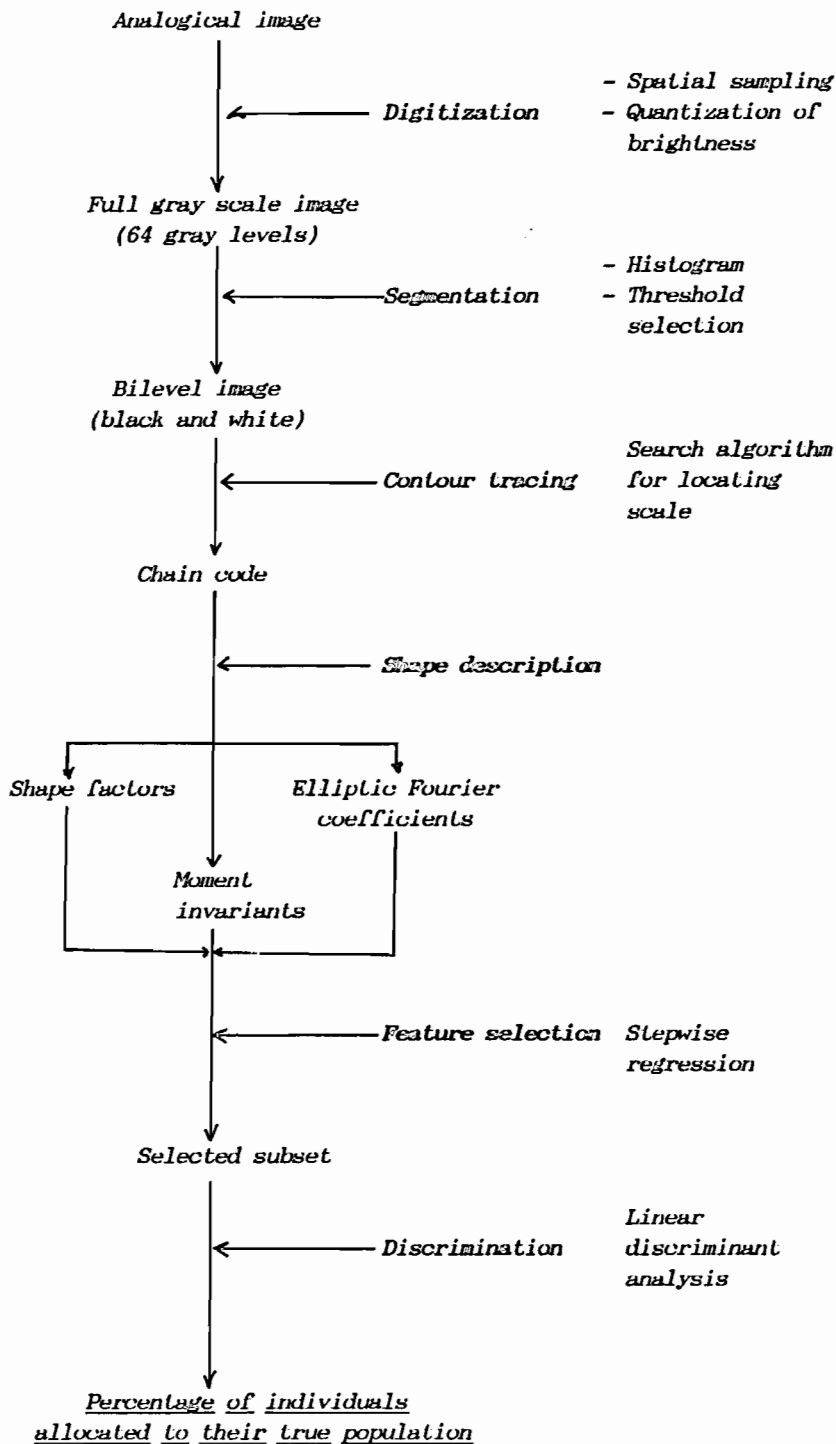 Analogical image
Digitization
- Spatial sampling
- Quantization of
brightness
Full gray scale image
(64 gray levels)
Segmentation
- Histogram
- Threshold
selection
Bilevel image
(black and white)
Contour tracing
Search algorithm
for locating
scale
Chain code
Shape description
Shape factors
Elliptic Fourier
coefficients
Moment
invariants
Feature selection
Stepwise
regression
Selected subset
Discrimination
Linear
discriminant
analysis
Percentage of individuals
allocated to their true population